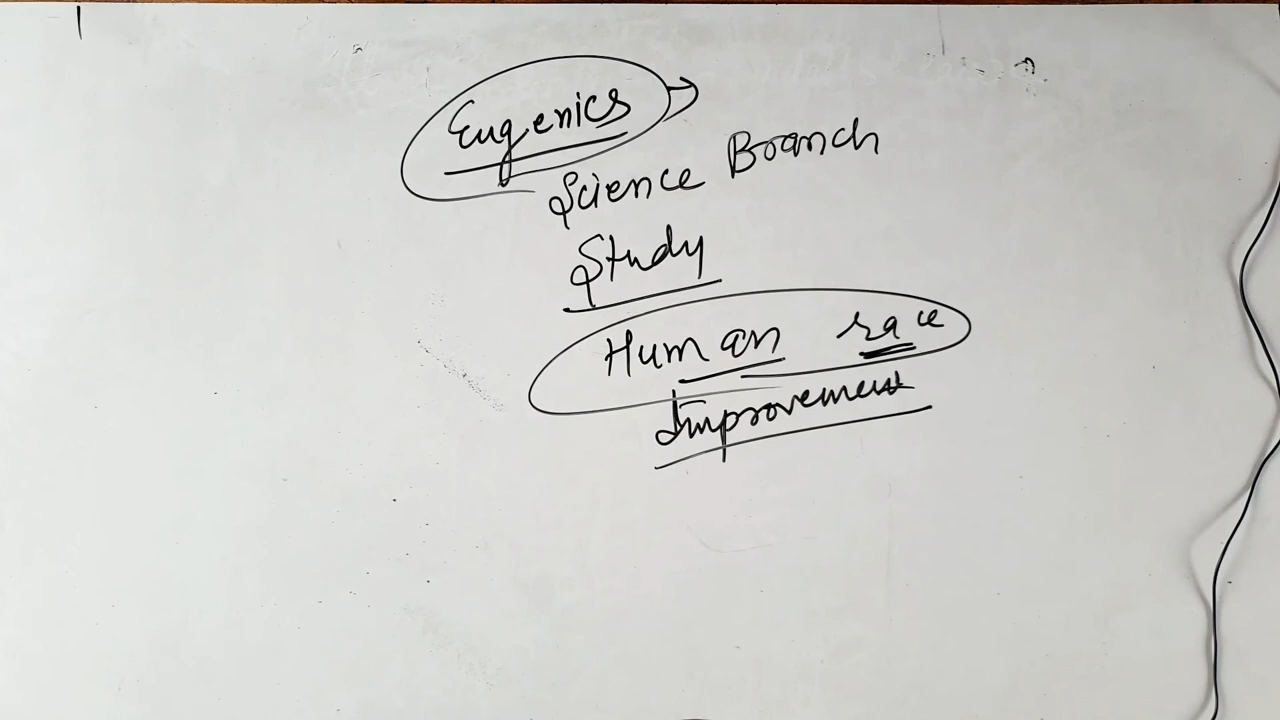 Eugenics →
Science Branch
Study
Human race
Improvement